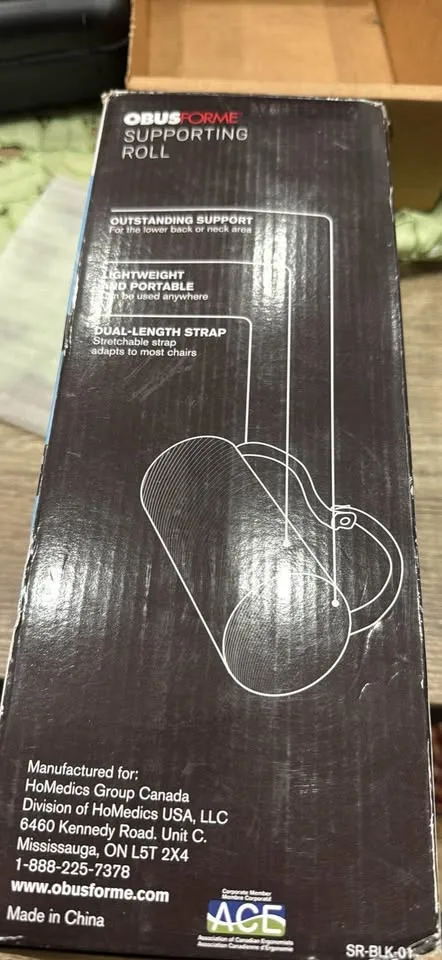 OBUSFORME
SUPPORTING
ROLL
OUTSTANDING SUPPORT
For the lower back or neck area
LIGHTWEIGHT
AND PORTABLE
Can be used anywhere
DUAL-LENGTH STRAP
Stretchable strap
adapts to most chairs
Manufactured for:
HoMedics Group Canada
Division of HoMedics USA, LLC
6460 Kennedy Road. Unit C.
Mississauga, ON L5T 2X4
1-888-225-7378
www.obusforme.com
Made in China
Corporate Member
Membre Corporatif
ACE
Association of Canadian Ergonomists
Association Canadienne d'Ergonomie
SR-BLK-01